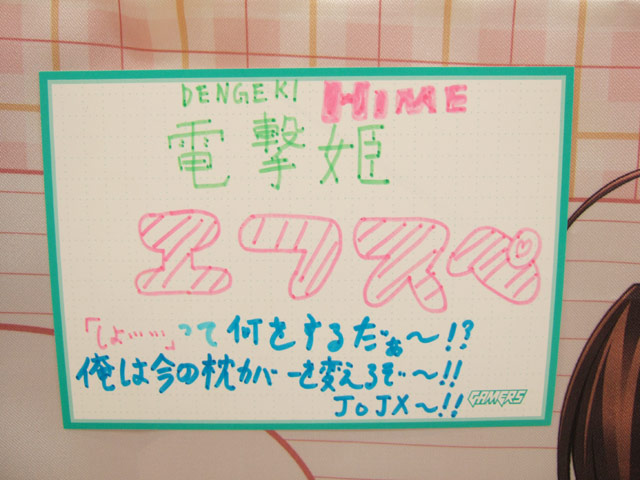 DENGEKI HIME
電撃姫
エフスペ
「しょ……」って何をするだぁ〜!?
俺は今の枕カバーを変えるぞ〜!!
JoJX〜!!
GAMERS